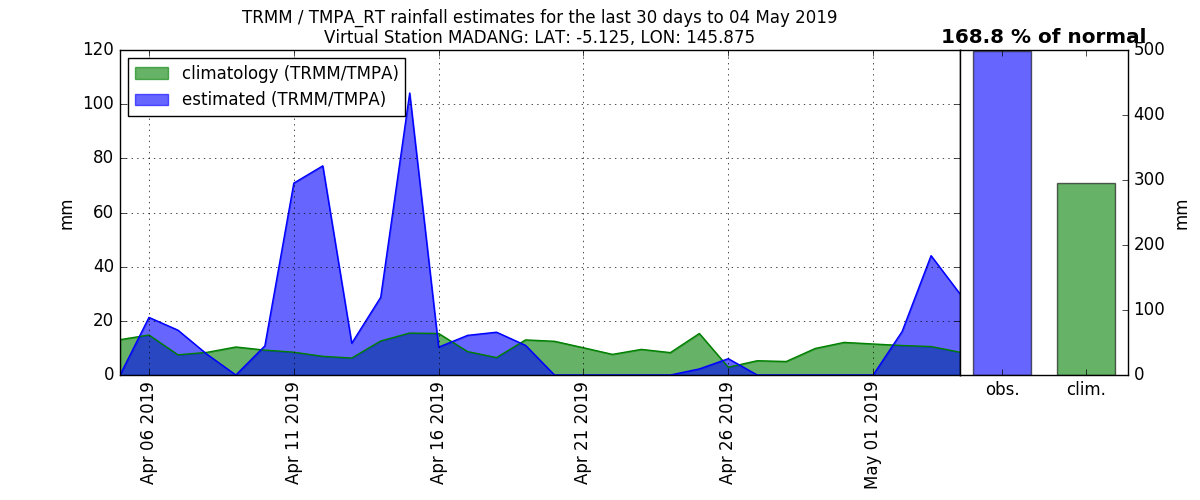 TRMM / TMPA_RT rainfall estimates for the last 30 days to 04 May 2019
Virtual Station MADANG: LAT: -5.125, LON: 145.875
168.8 % of normal
climatology (TRMM/TMPA)
estimated (TRMM/TMPA)
120
100
80
60
40
20
0
mm
Apr 06 2019
Apr 11 2019
Apr 16 2019
Apr 21 2019
Apr 26 2019
May 01 2019
obs.
clim.
500
400
300
200
100
0
mm